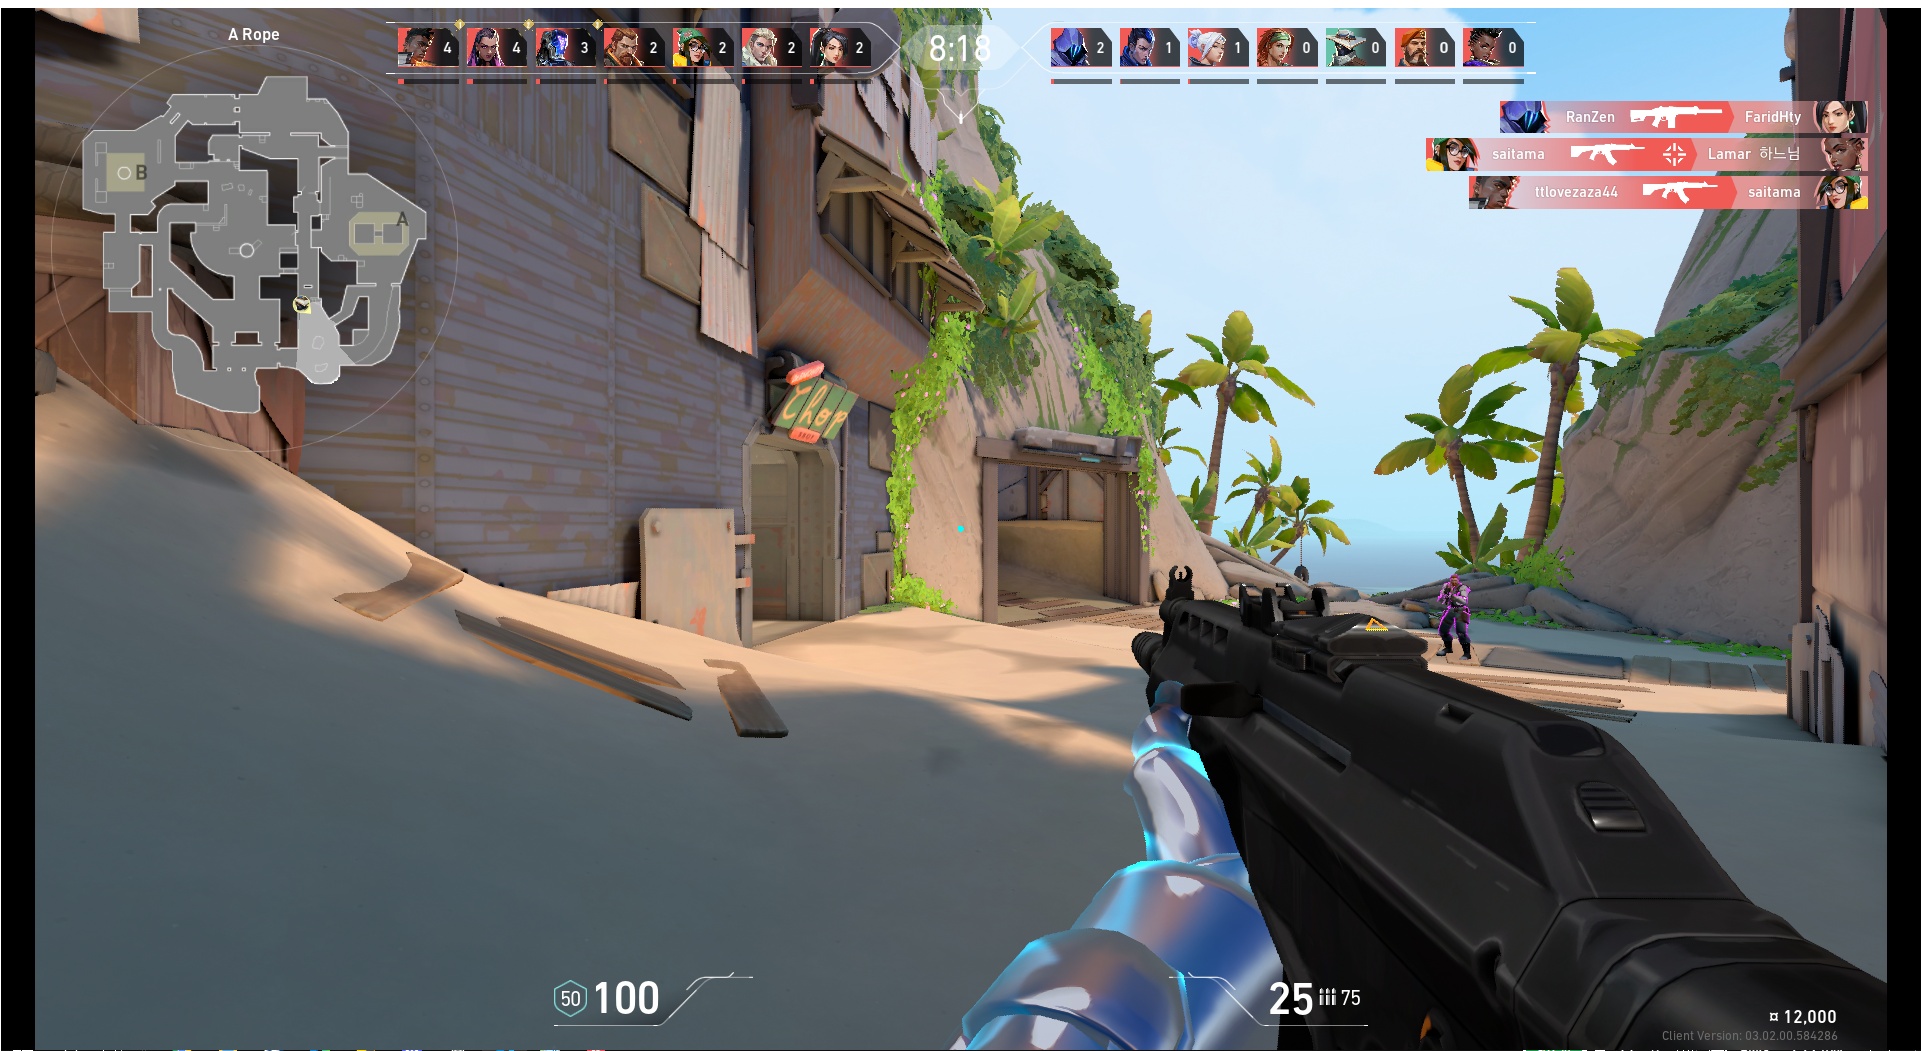 A Rope
4 4 3 2 2 2 2 8:18 2 1 1 0 0 0 0
RanZen FaridHty
saitama Lamar 하느님
ttlovezaza44 saitama
B
A
Chop
50 100
25 75
¤ 12,000
Client Version: 03.02.00.584286